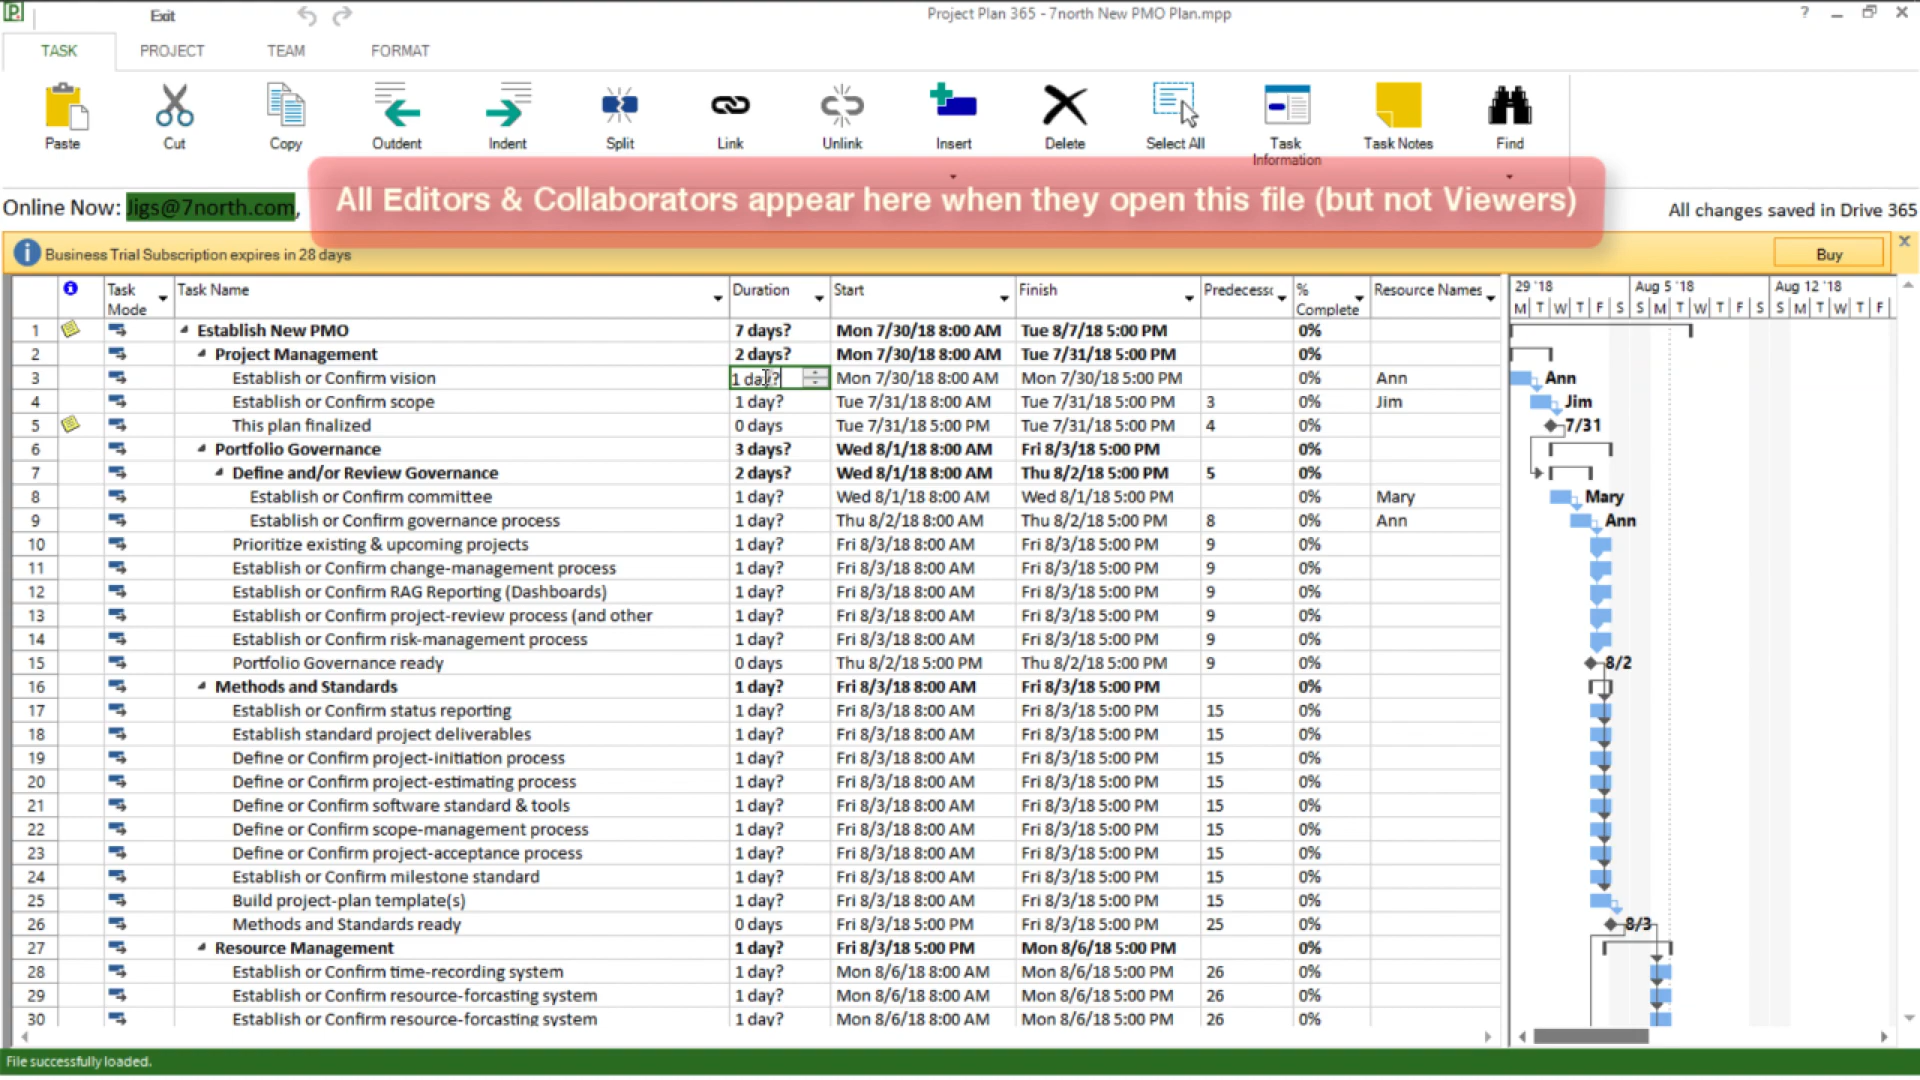 Exit
Project Plan 365 - 7north New PMO Plan.mpp
?
TASK PROJECT TEAM FORMAT
Paste Cut Copy Outdent Indent Split Link Unlink Insert Delete Select All Task Information Task Notes Find
All Editors & Collaborators appear here when they open this file (but not Viewers)
Online Now: Jigs@7north.com,
All changes saved in Drive 365
Business Trial Subscription expires in 28 days
Buy
Task Mode Task Name Duration Start Finish Predecessc % Complete Resource Names
29 '18 Aug 5 '18 Aug 12 '18
M T W T F S S M T W T F S S M T W T F
1 Establish New PMO 7 days? Mon 7/30/18 8:00 AM Tue 8/7/18 5:00 PM 0%
2 Project Management 2 days? Mon 7/30/18 8:00 AM Tue 7/31/18 5:00 PM 0%
3 Establish or Confirm vision 1 day? Mon 7/30/18 8:00 AM Mon 7/30/18 5:00 PM 0% Ann Ann
4 Establish or Confirm scope 1 day? Tue 7/31/18 8:00 AM Tue 7/31/18 5:00 PM 3 0% Jim Jim
5 This plan finalized 0 days Tue 7/31/18 5:00 PM Tue 7/31/18 5:00 PM 4 0% 7/31
6 Portfolio Governance 3 days? Wed 8/1/18 8:00 AM Fri 8/3/18 5:00 PM 0%
7 Define and/or Review Governance 2 days? Wed 8/1/18 8:00 AM Thu 8/2/18 5:00 PM 5 0%
8 Establish or Confirm committee 1 day? Wed 8/1/18 8:00 AM Wed 8/1/18 5:00 PM 0% Mary Mary
9 Establish or Confirm governance process 1 day? Thu 8/2/18 8:00 AM Thu 8/2/18 5:00 PM 8 0% Ann Ann
10 Prioritize existing & upcoming projects 1 day? Fri 8/3/18 8:00 AM Fri 8/3/18 5:00 PM 9 0%
11 Establish or Confirm change-management process 1 day? Fri 8/3/18 8:00 AM Fri 8/3/18 5:00 PM 9 0%
12 Establish or Confirm RAG Reporting (Dashboards) 1 day? Fri 8/3/18 8:00 AM Fri 8/3/18 5:00 PM 9 0%
13 Establish or Confirm project-review process (and other 1 day? Fri 8/3/18 8:00 AM Fri 8/3/18 5:00 PM 9 0%
14 Establish or Confirm risk-management process 1 day? Fri 8/3/18 8:00 AM Fri 8/3/18 5:00 PM 9 0%
15 Portfolio Governance ready 0 days Thu 8/2/18 5:00 PM Thu 8/2/18 5:00 PM 9 0% 8/2
16 Methods and Standards 1 day? Fri 8/3/18 8:00 AM Fri 8/3/18 5:00 PM 0%
17 Establish or Confirm status reporting 1 day? Fri 8/3/18 8:00 AM Fri 8/3/18 5:00 PM 15 0%
18 Establish standard project deliverables 1 day? Fri 8/3/18 8:00 AM Fri 8/3/18 5:00 PM 15 0%
19 Define or Confirm project-initiation process 1 day? Fri 8/3/18 8:00 AM Fri 8/3/18 5:00 PM 15 0%
20 Define or Confirm project-estimating process 1 day? Fri 8/3/18 8:00 AM Fri 8/3/18 5:00 PM 15 0%
21 Define or Confirm software standard & tools 1 day? Fri 8/3/18 8:00 AM Fri 8/3/18 5:00 PM 15 0%
22 Define or Confirm scope-management process 1 day? Fri 8/3/18 8:00 AM Fri 8/3/18 5:00 PM 15 0%
23 Define or Confirm project-acceptance process 1 day? Fri 8/3/18 8:00 AM Fri 8/3/18 5:00 PM 15 0%
24 Establish or Confirm milestone standard 1 day? Fri 8/3/18 8:00 AM Fri 8/3/18 5:00 PM 15 0%
25 Build project-plan template(s) 1 day? Fri 8/3/18 8:00 AM Fri 8/3/18 5:00 PM 15 0%
26 Methods and Standards ready 0 days Fri 8/3/18 5:00 PM Fri 8/3/18 5:00 PM 25 0% 8/3
27 Resource Management 1 day? Fri 8/3/18 5:00 PM Mon 8/6/18 5:00 PM 0%
28 Establish or Confirm time-recording system 1 day? Mon 8/6/18 8:00 AM Mon 8/6/18 5:00 PM 26 0%
29 Establish or Confirm resource-forcasting system 1 day? Mon 8/6/18 8:00 AM Mon 8/6/18 5:00 PM 26 0%
30 Establish or Confirm resource-forcasting system 1 day? Mon 8/6/18 8:00 AM Mon 8/6/18 5:00 PM 26 0%
File successfully loaded.